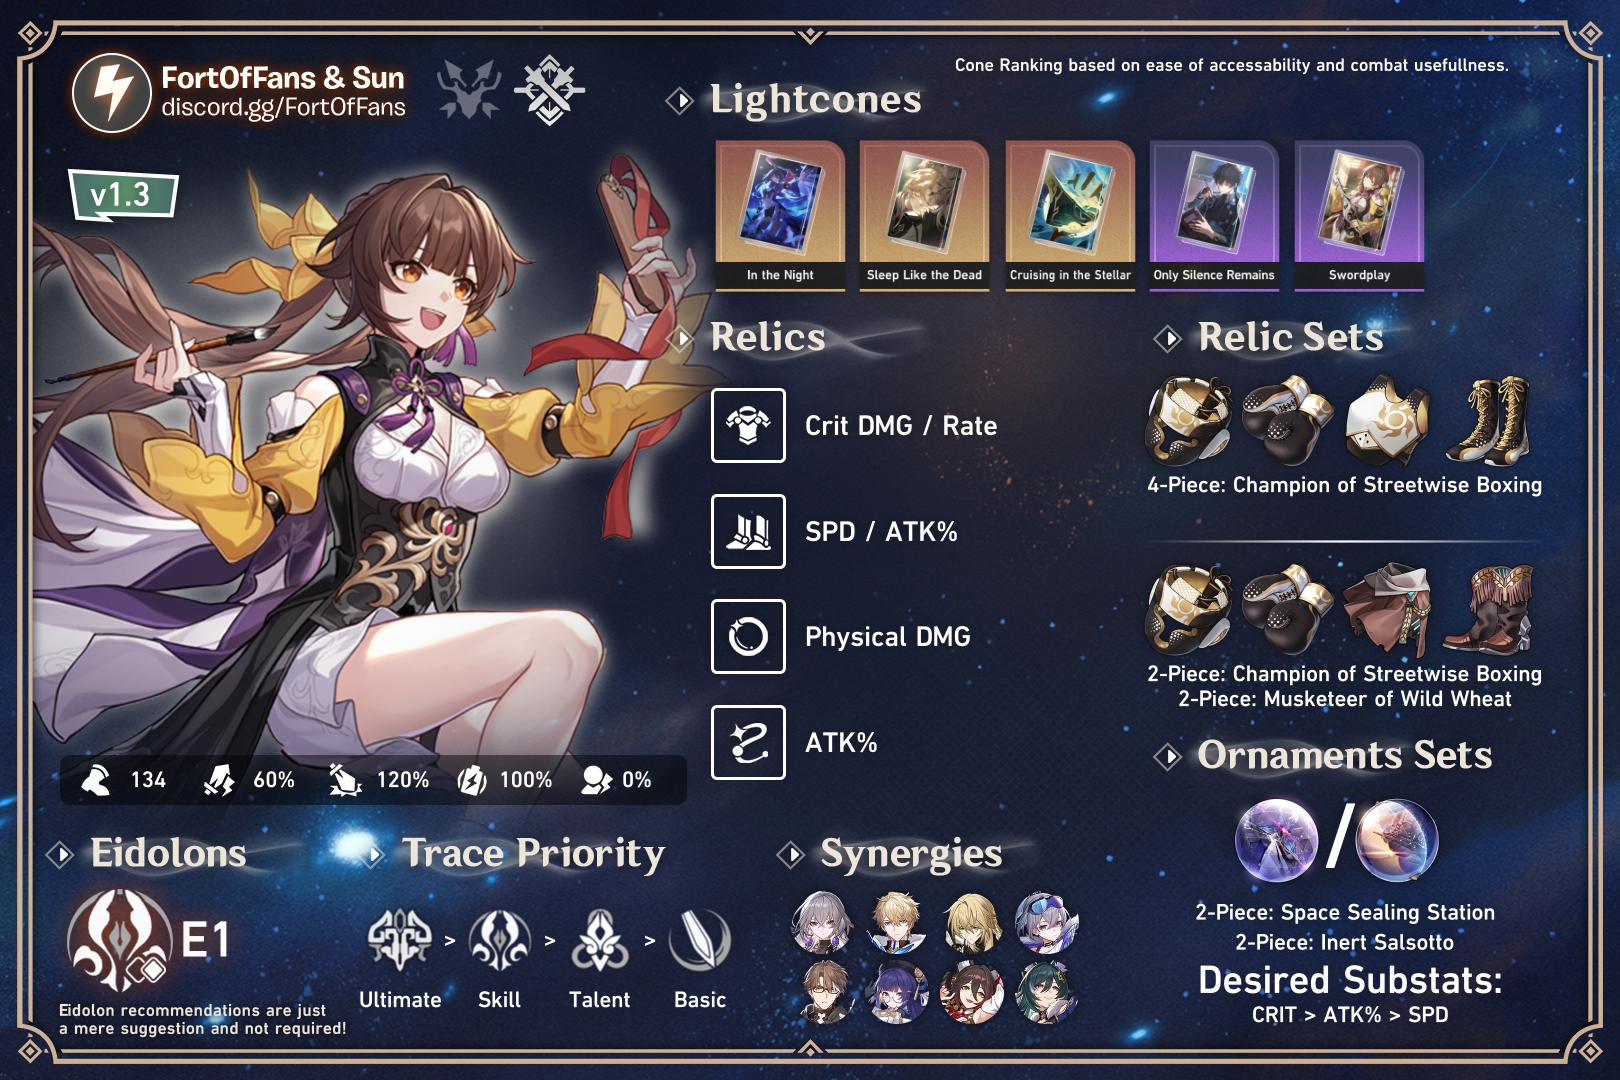 FortOfFans & Sun
discord.gg/FortOfFans
v1.3
Cone Ranking based on ease of accessability and combat usefullness.
Lightcones
In the Night
Sleep Like the Dead
Cruising in the Stellar
Only Silence Remains
Swordplay
Relics
Crit DMG / Rate
SPD / ATK%
Physical DMG
ATK%
Relic Sets
4-Piece: Champion of Streetwise Boxing
2-Piece: Champion of Streetwise Boxing
2-Piece: Musketeer of Wild Wheat
Ornaments Sets
/
2-Piece: Space Sealing Station
2-Piece: Inert Salsotto
Desired Substats:
CRIT > ATK% > SPD
134 60% 120% 100% 0%
Eidolons
E1
Eidolon recommendations are just
a mere suggestion and not required!
Trace Priority
> > >
Ultimate Skill Talent Basic
Synergies